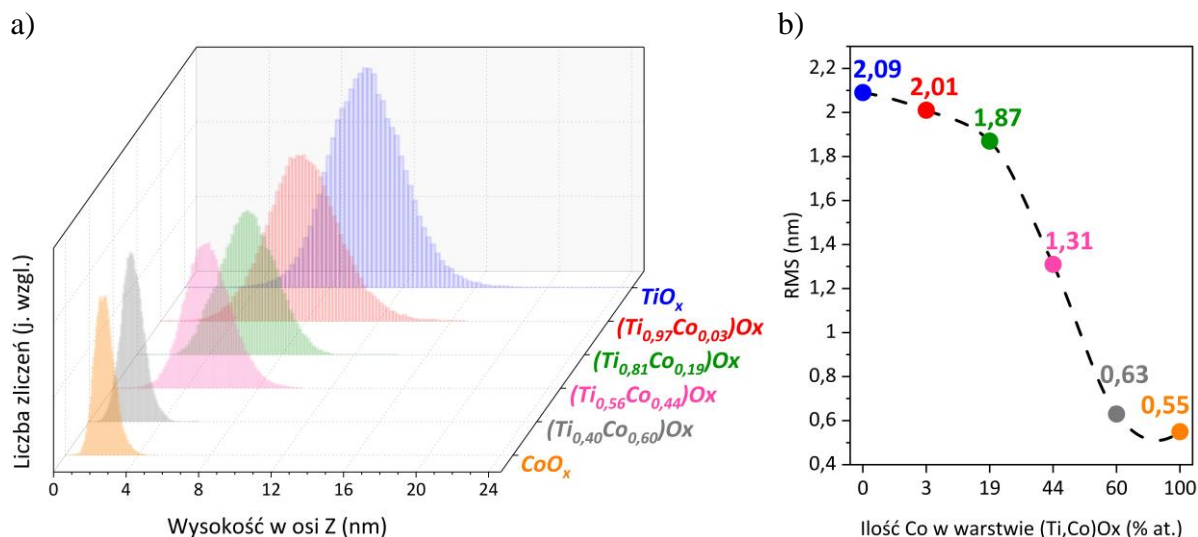 a)
Liczba zliczeń (j. wzgl.)
TiOx
(Ti0,97Co0,03)Ox
(Ti0,81Co0,19)Ox
(Ti0,56Co0,44)Ox
(Ti0,40Co0,60)Ox
CoOx
0 4 8 12 16 20 24
Wysokość w osi Z (nm)
b)
RMS (nm)
2,2
2,0
1,8
1,6
1,4
1,2
1
0,8
0,6
0,4
2,09
2,01
1,87
1,31
0,63
0,55
0 3 19 44 60 100
Ilość Co w warstwie (Ti,Co)Ox (% at.)